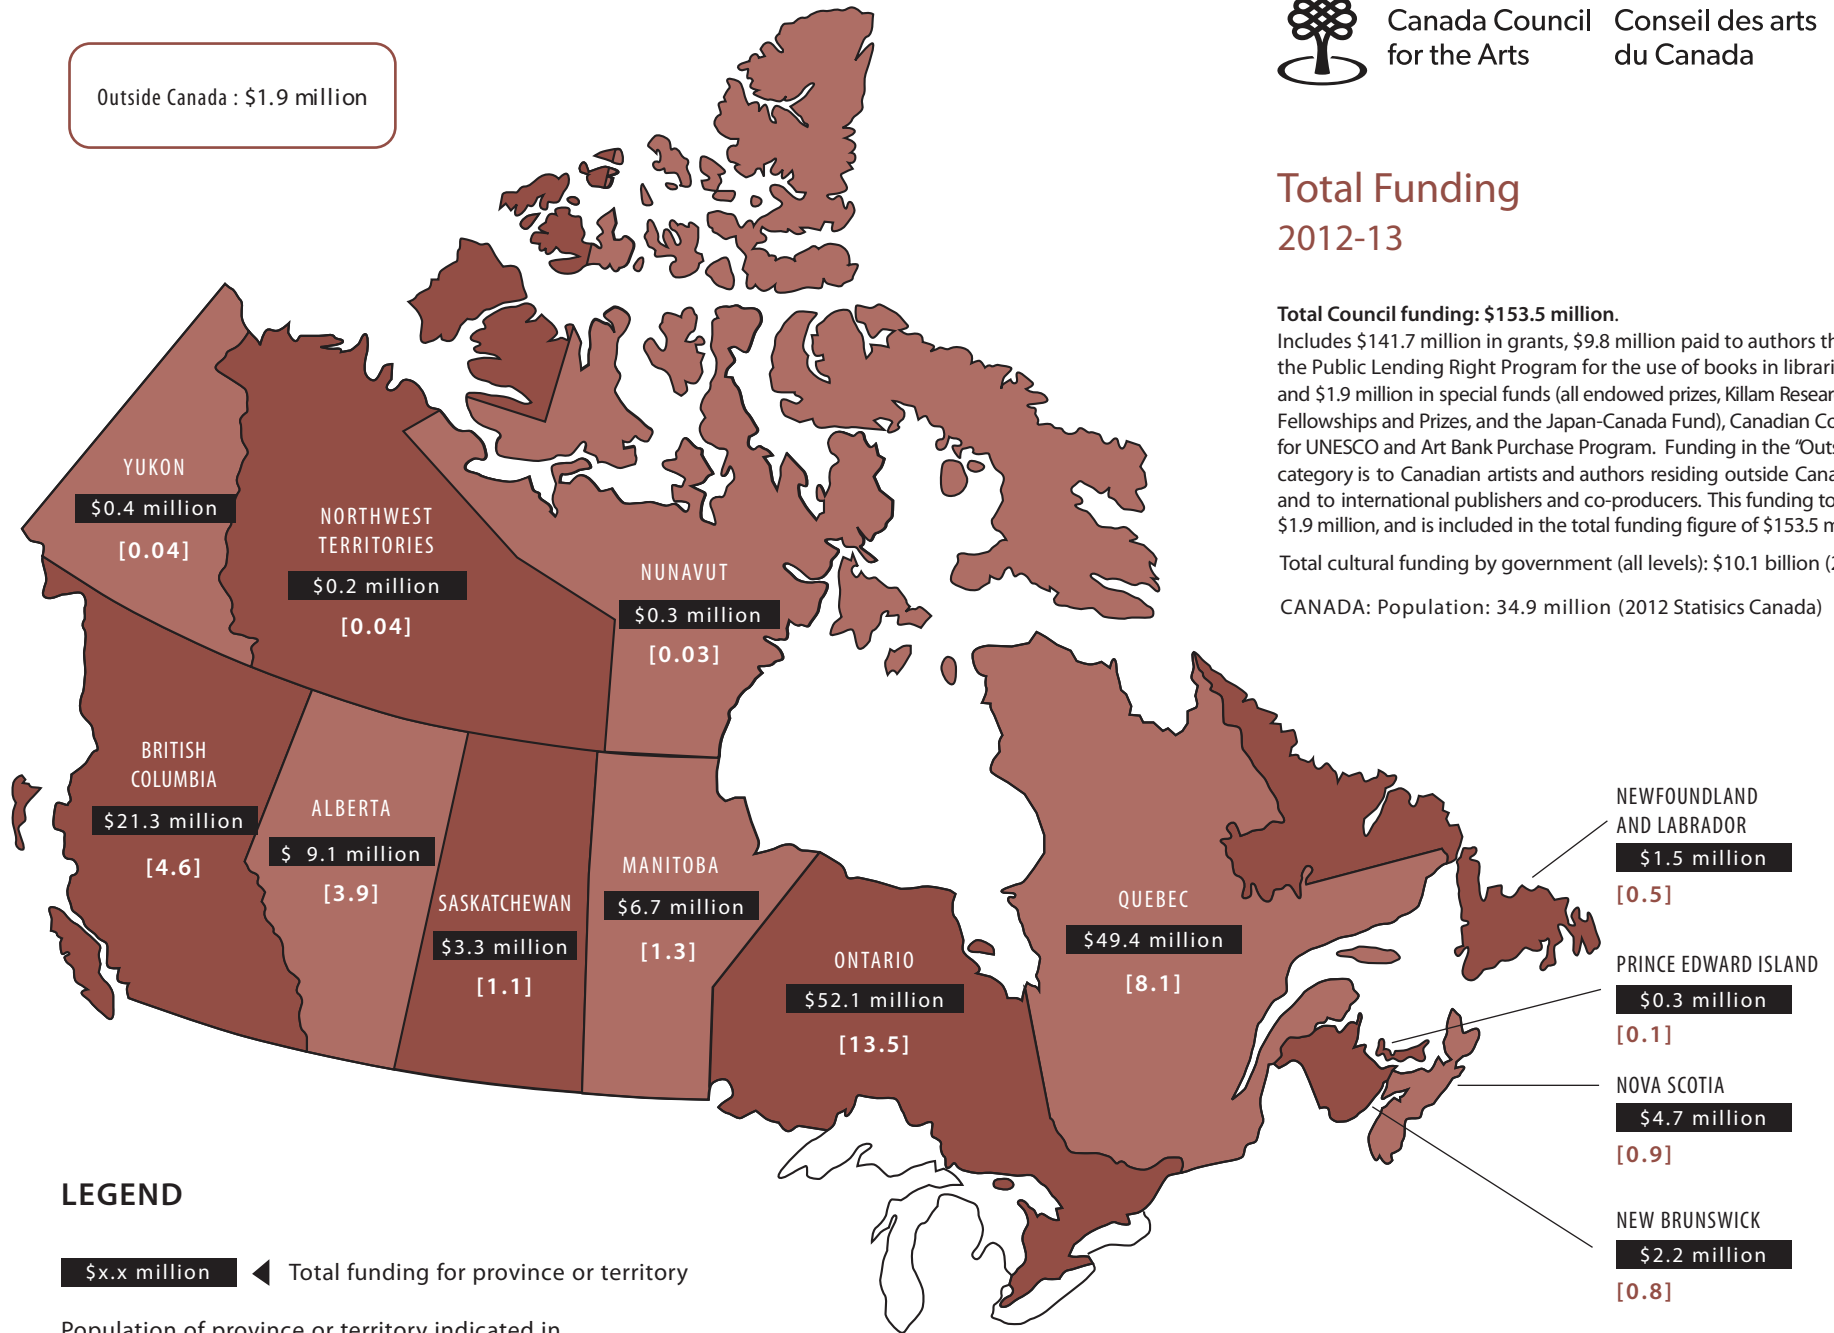 Outside Canada : $1.9 million
Canada Council
for the Arts
Conseil des arts
du Canada
Total Funding
2012-13
Total Council funding: $153.5 million.
Includes $141.7 million in grants, $9.8 million paid to authors th
the Public Lending Right Program for the use of books in librari
and $1.9 million in special funds (all endowed prizes, Killam Resear
Fellowships and Prizes, and the Japan-Canada Fund), Canadian Co
for UNESCO and Art Bank Purchase Program. Funding in the “Outs
category is to Canadian artists and authors residing outside Cana
and to international publishers and co-producers. This funding to
$1.9 million, and is included in the total funding figure of $153.5 m
Total cultural funding by government (all levels): $10.1 billion (2
CANADA: Population: 34.9 million (2012 Statisics Canada)
YUKON
$0.4 million
[0.04]
NORTHWEST
TERRITORIES
$0.2 million
[0.04]
NUNAVUT
$0.3 million
[0.03]
BRITISH
COLUMBIA
$21.3 million
[4.6]
ALBERTA
$ 9.1 million
[3.9]
SASKATCHEWAN
$3.3 million
[1.1]
MANITOBA
$6.7 million
[1.3]
ONTARIO
$52.1 million
[13.5]
QUEBEC
$49.4 million
[8.1]
NEWFOUNDLAND
AND LABRADOR
$1.5 million
[0.5]
PRINCE EDWARD ISLAND
$0.3 million
[0.1]
NOVA SCOTIA
$4.7 million
[0.9]
NEW BRUNSWICK
$2.2 million
[0.8]
LEGEND
$x.x million
Total funding for province or territory
Population of province or territory indicated in